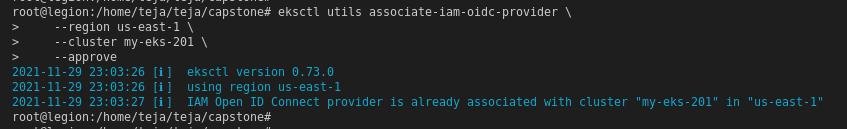 root@legion:/home/teja/teja/capstone# eksctl utils associate-iam-oidc-provider \
>     --region us-east-1 \
>     --cluster my-eks-201 \
>     --approve
2021-11-29 23:03:26 [ℹ]  eksctl version 0.73.0
2021-11-29 23:03:26 [ℹ]  using region us-east-1
2021-11-29 23:03:27 [ℹ]  IAM Open ID Connect provider is already associated with cluster "my-eks-201" in "us-east-1"
root@legion:/home/teja/teja/capstone#